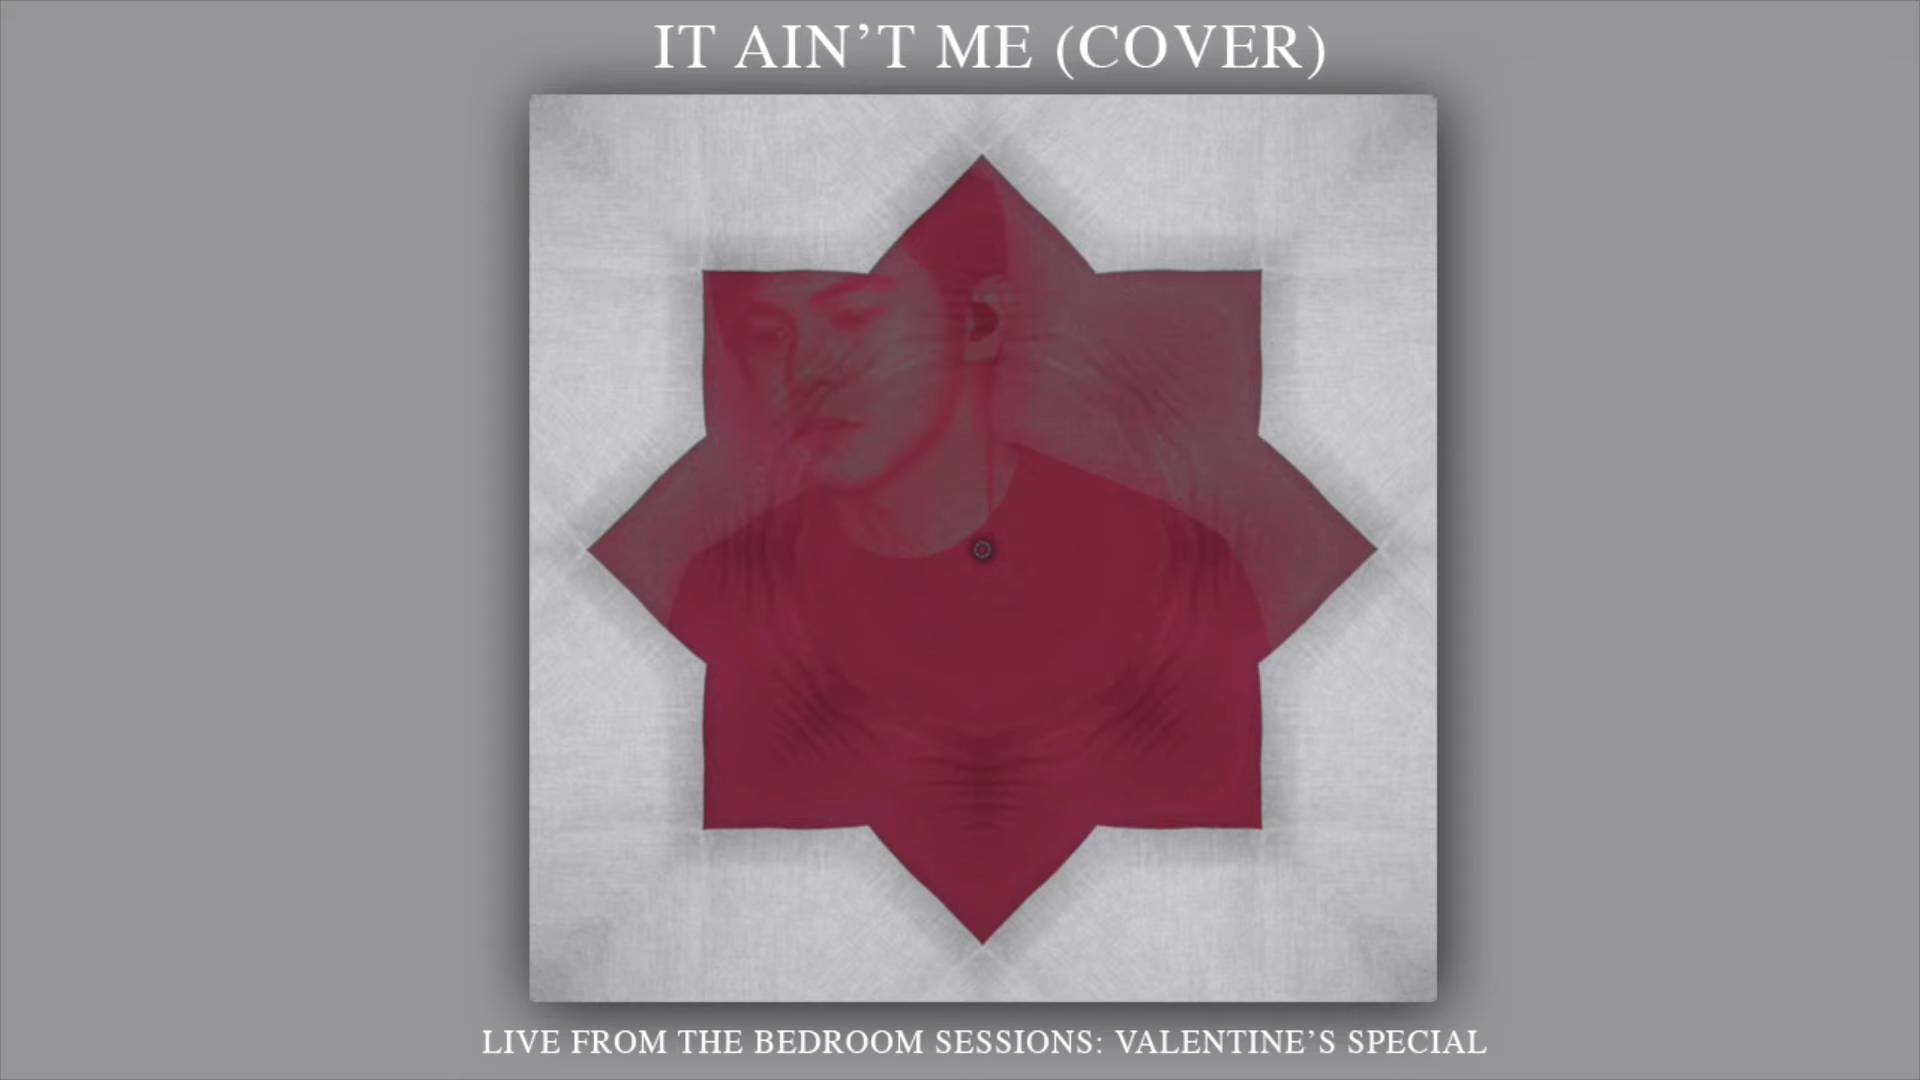 IT AIN’T ME (COVER)
LIVE FROM THE BEDROOM SESSIONS: VALENTINE’S SPECIAL